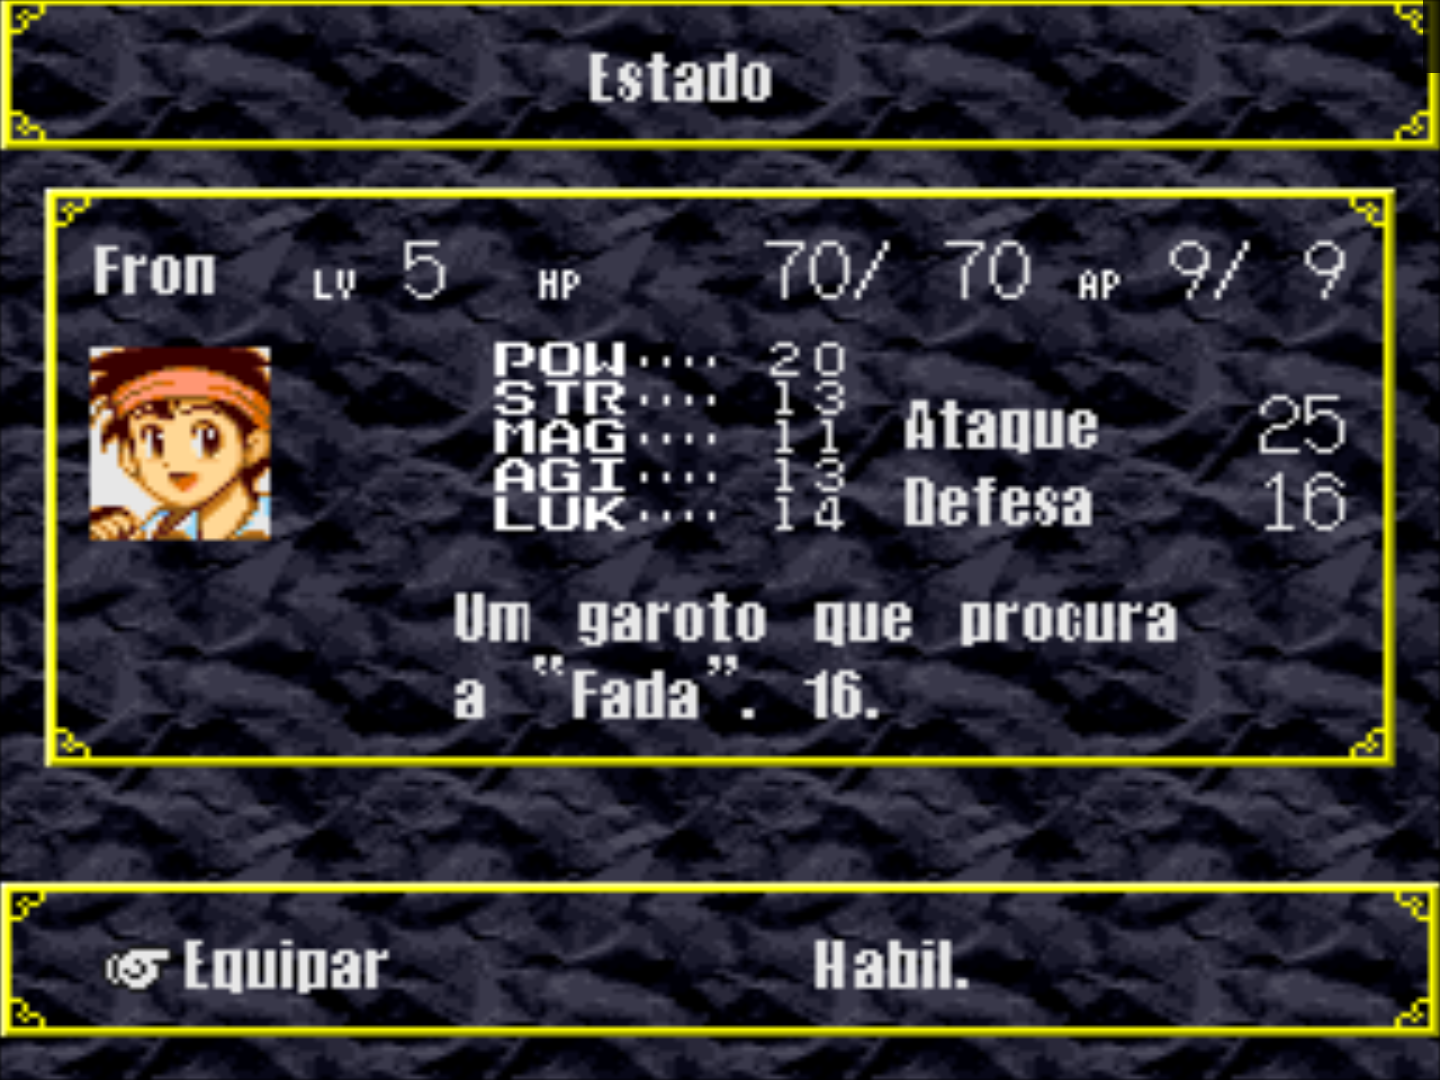 Estado
Fron LV 5 HP 70/ 70 AP 9/ 9
POW···· 20
STR···· 13
MAG···· 11
AGI···· 13
LUK···· 14
Ataque 25
Defesa 16
Um garoto que procura
a "Fada". 16.
Equipar Habil.